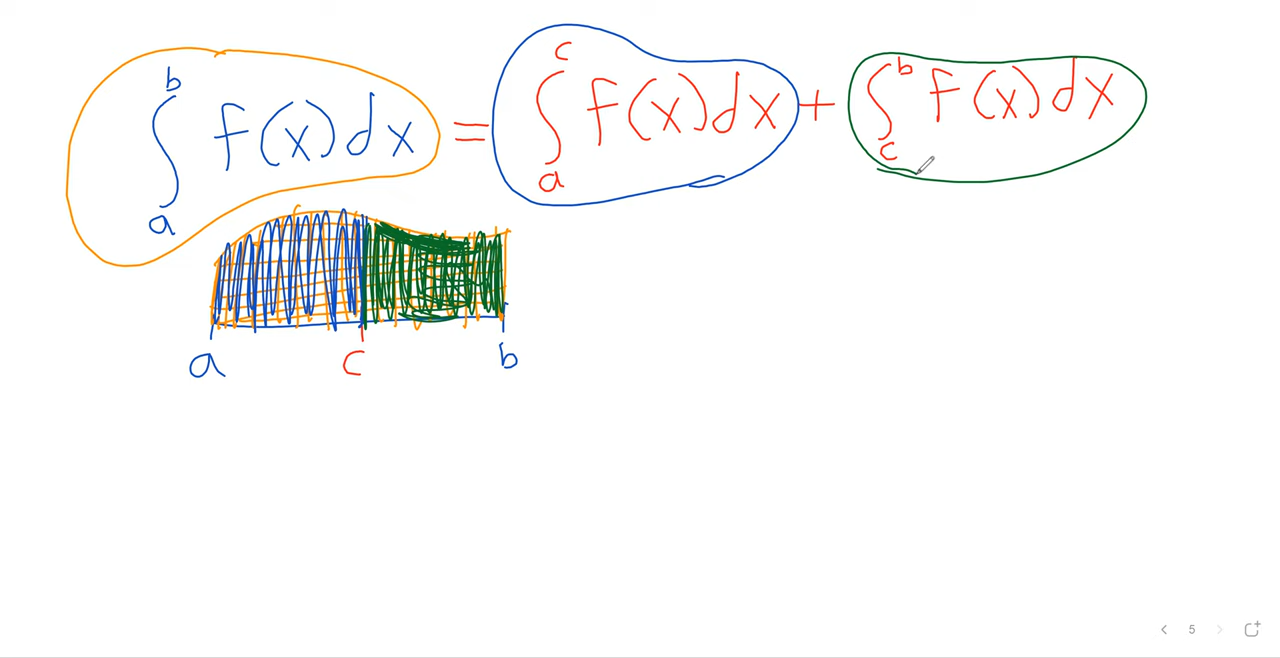 ∫_a^b f(x)dx = ∫_a^c f(x)dx + ∫_c^b f(x)dx
a c b
5